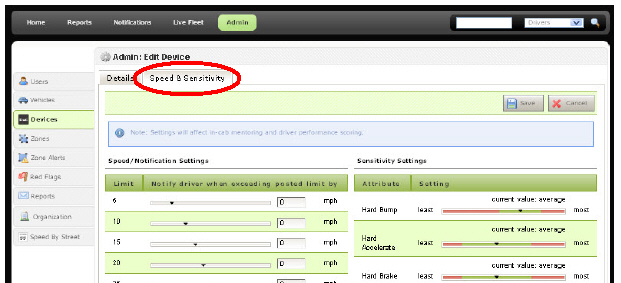 Home Reports Notifications Live Fleet Admin Drivers
Admin: Edit Device
Details Speed & Sensitivity
Users
Vehicles
Devices
Zones
Zone Alerts
Red Flags
Reports
Organization
Speed By Street
Save Cancel
Note: Settings will affect in-cab mentoring and driver performance scoring.
Speed/Notification Settings
Limit Notify driver when exceeding posted limit by
5 0 mph
10 0 mph
15 0 mph
20 0 mph
Sensitivity Settings
Attribute Setting
current value: average
Hard Bump least most
current value: average
Hard Accelerate least most
current value: average
Hard Brake least most